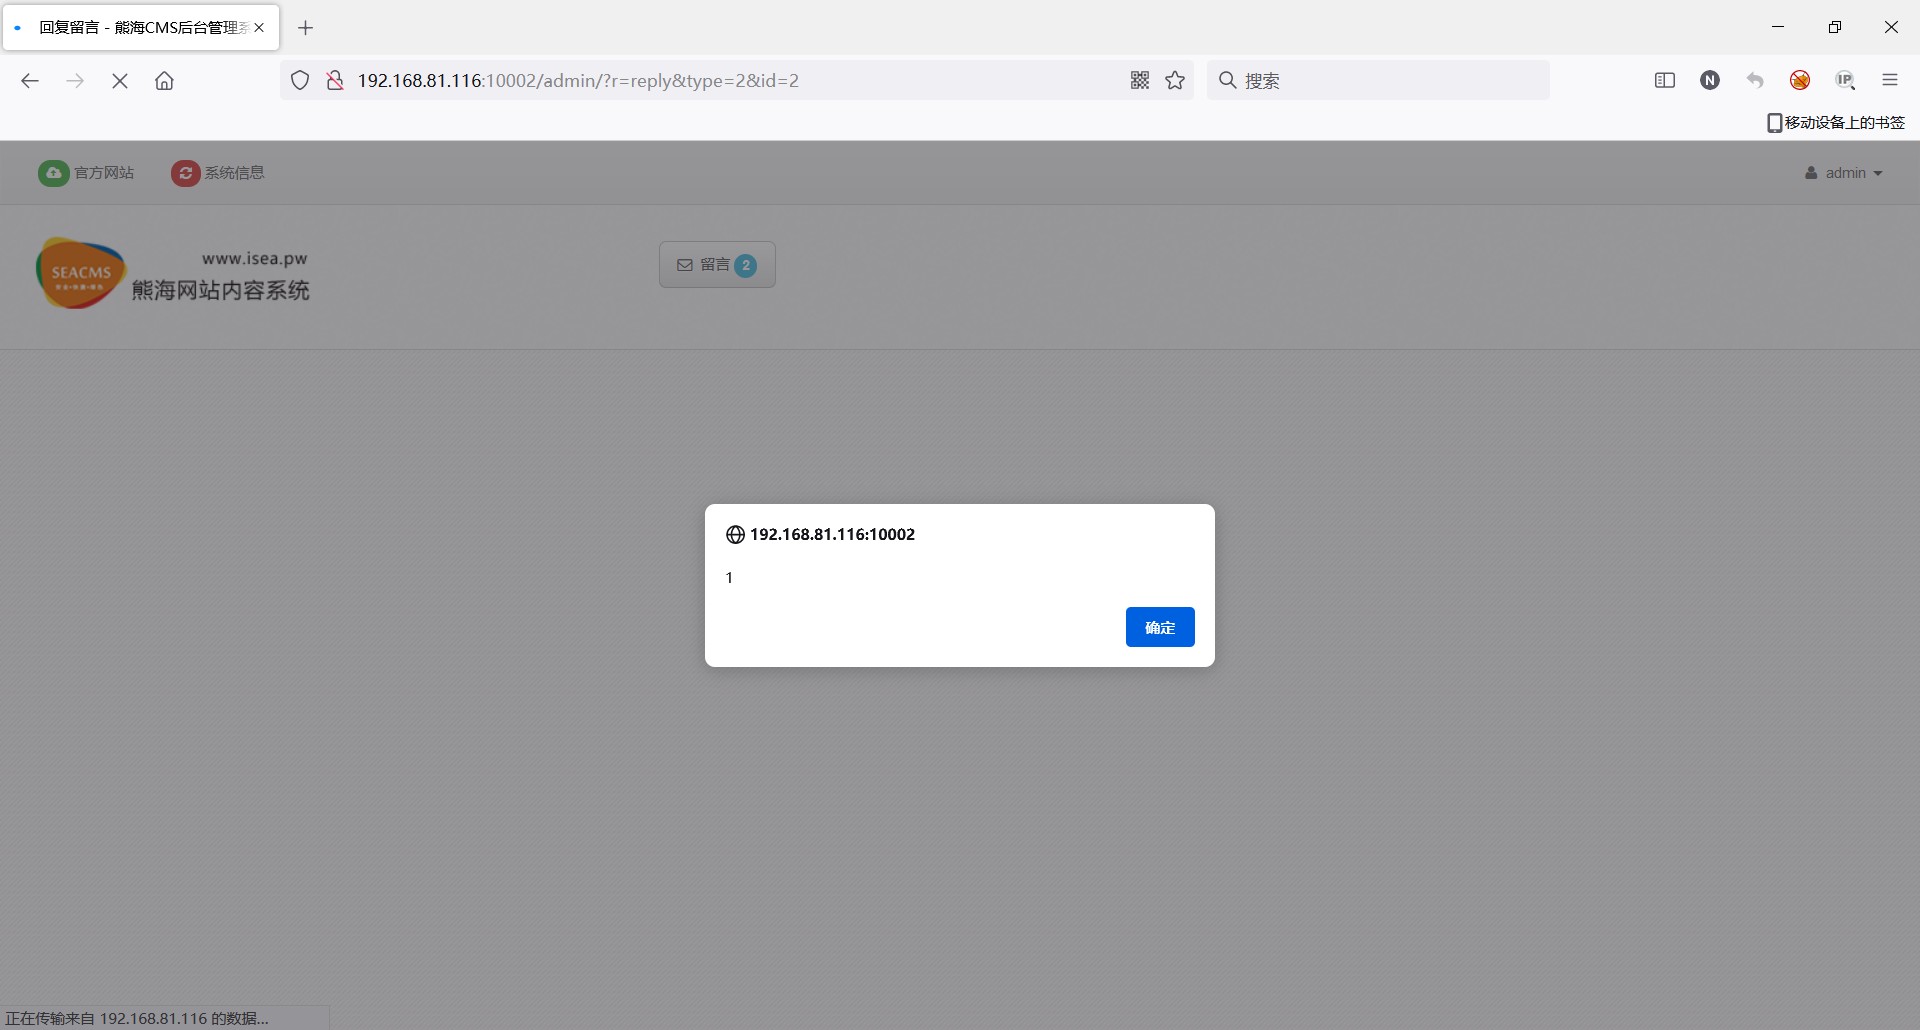 回复留言 - 熊海CMS后台管理系
192.168.81.116:10002/admin/?r=reply&type=2&id=2
搜索
N
IP
移动设备上的书签
官方网站
系统信息
admin
www.isea.pw
SEACMS
熊海网站内容系统
留言 2
192.168.81.116:10002
1
确定
正在传输来自 192.168.81.116 的数据...